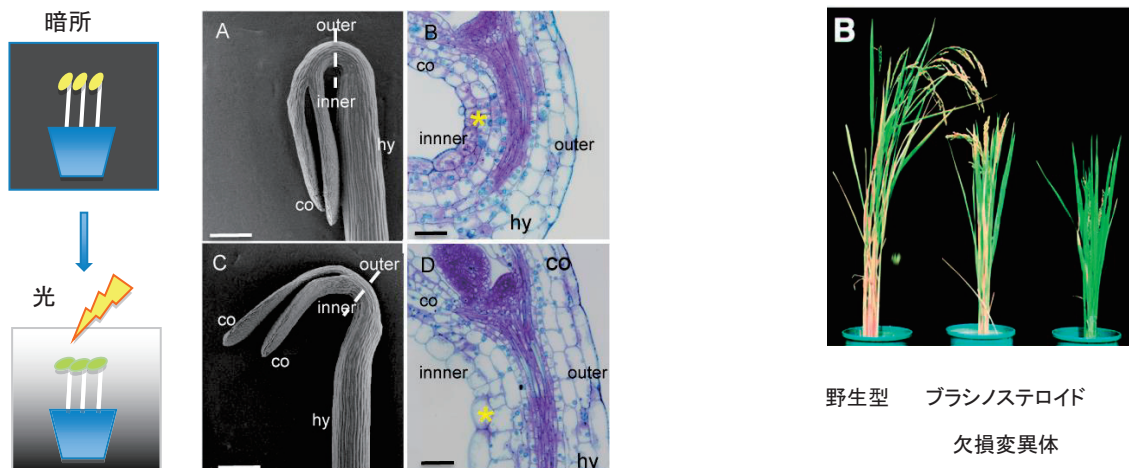 暗所
光
A
outer
inner
hy
co
B
co
innner
outer
hy
C
outer
inner
co
co
hy
D
co
co
innner
outer
hy
B
野生型 ブラシノステロイド
欠損変異体